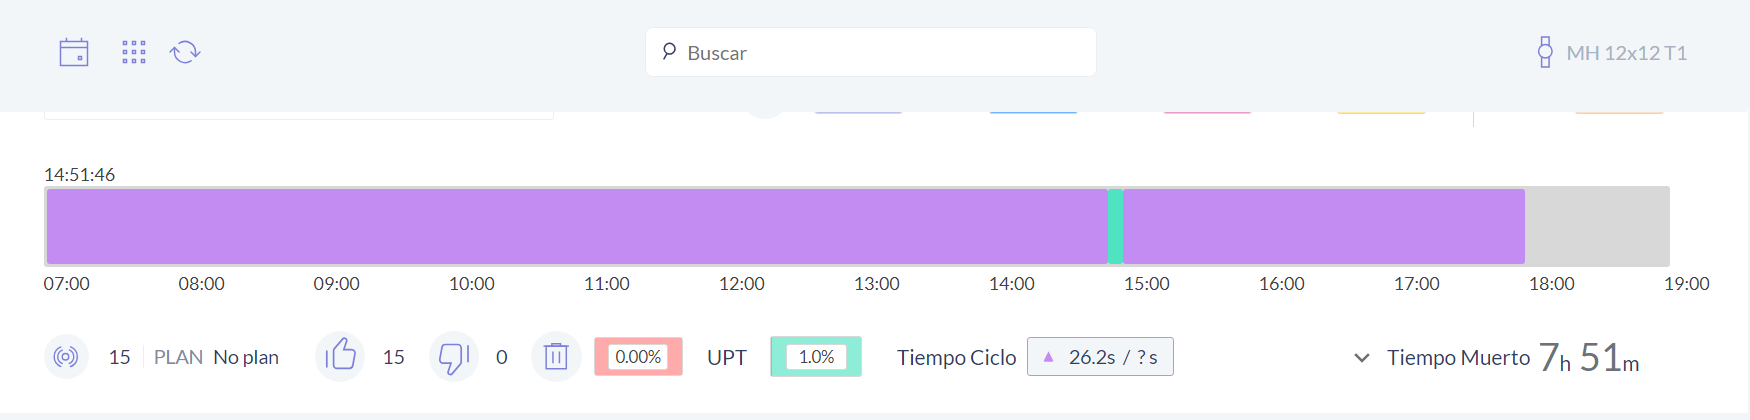 Buscar
MH 12x12 T1
14:51:46
07:00 08:00 09:00 10:00 11:00 12:00 13:00 14:00 15:00 16:00 17:00 18:00 19:00
15 PLAN No plan 15 0 0.00% UPT 1.0% Tiempo Ciclo 26.2s / ? s Tiempo Muerto 7h 51m